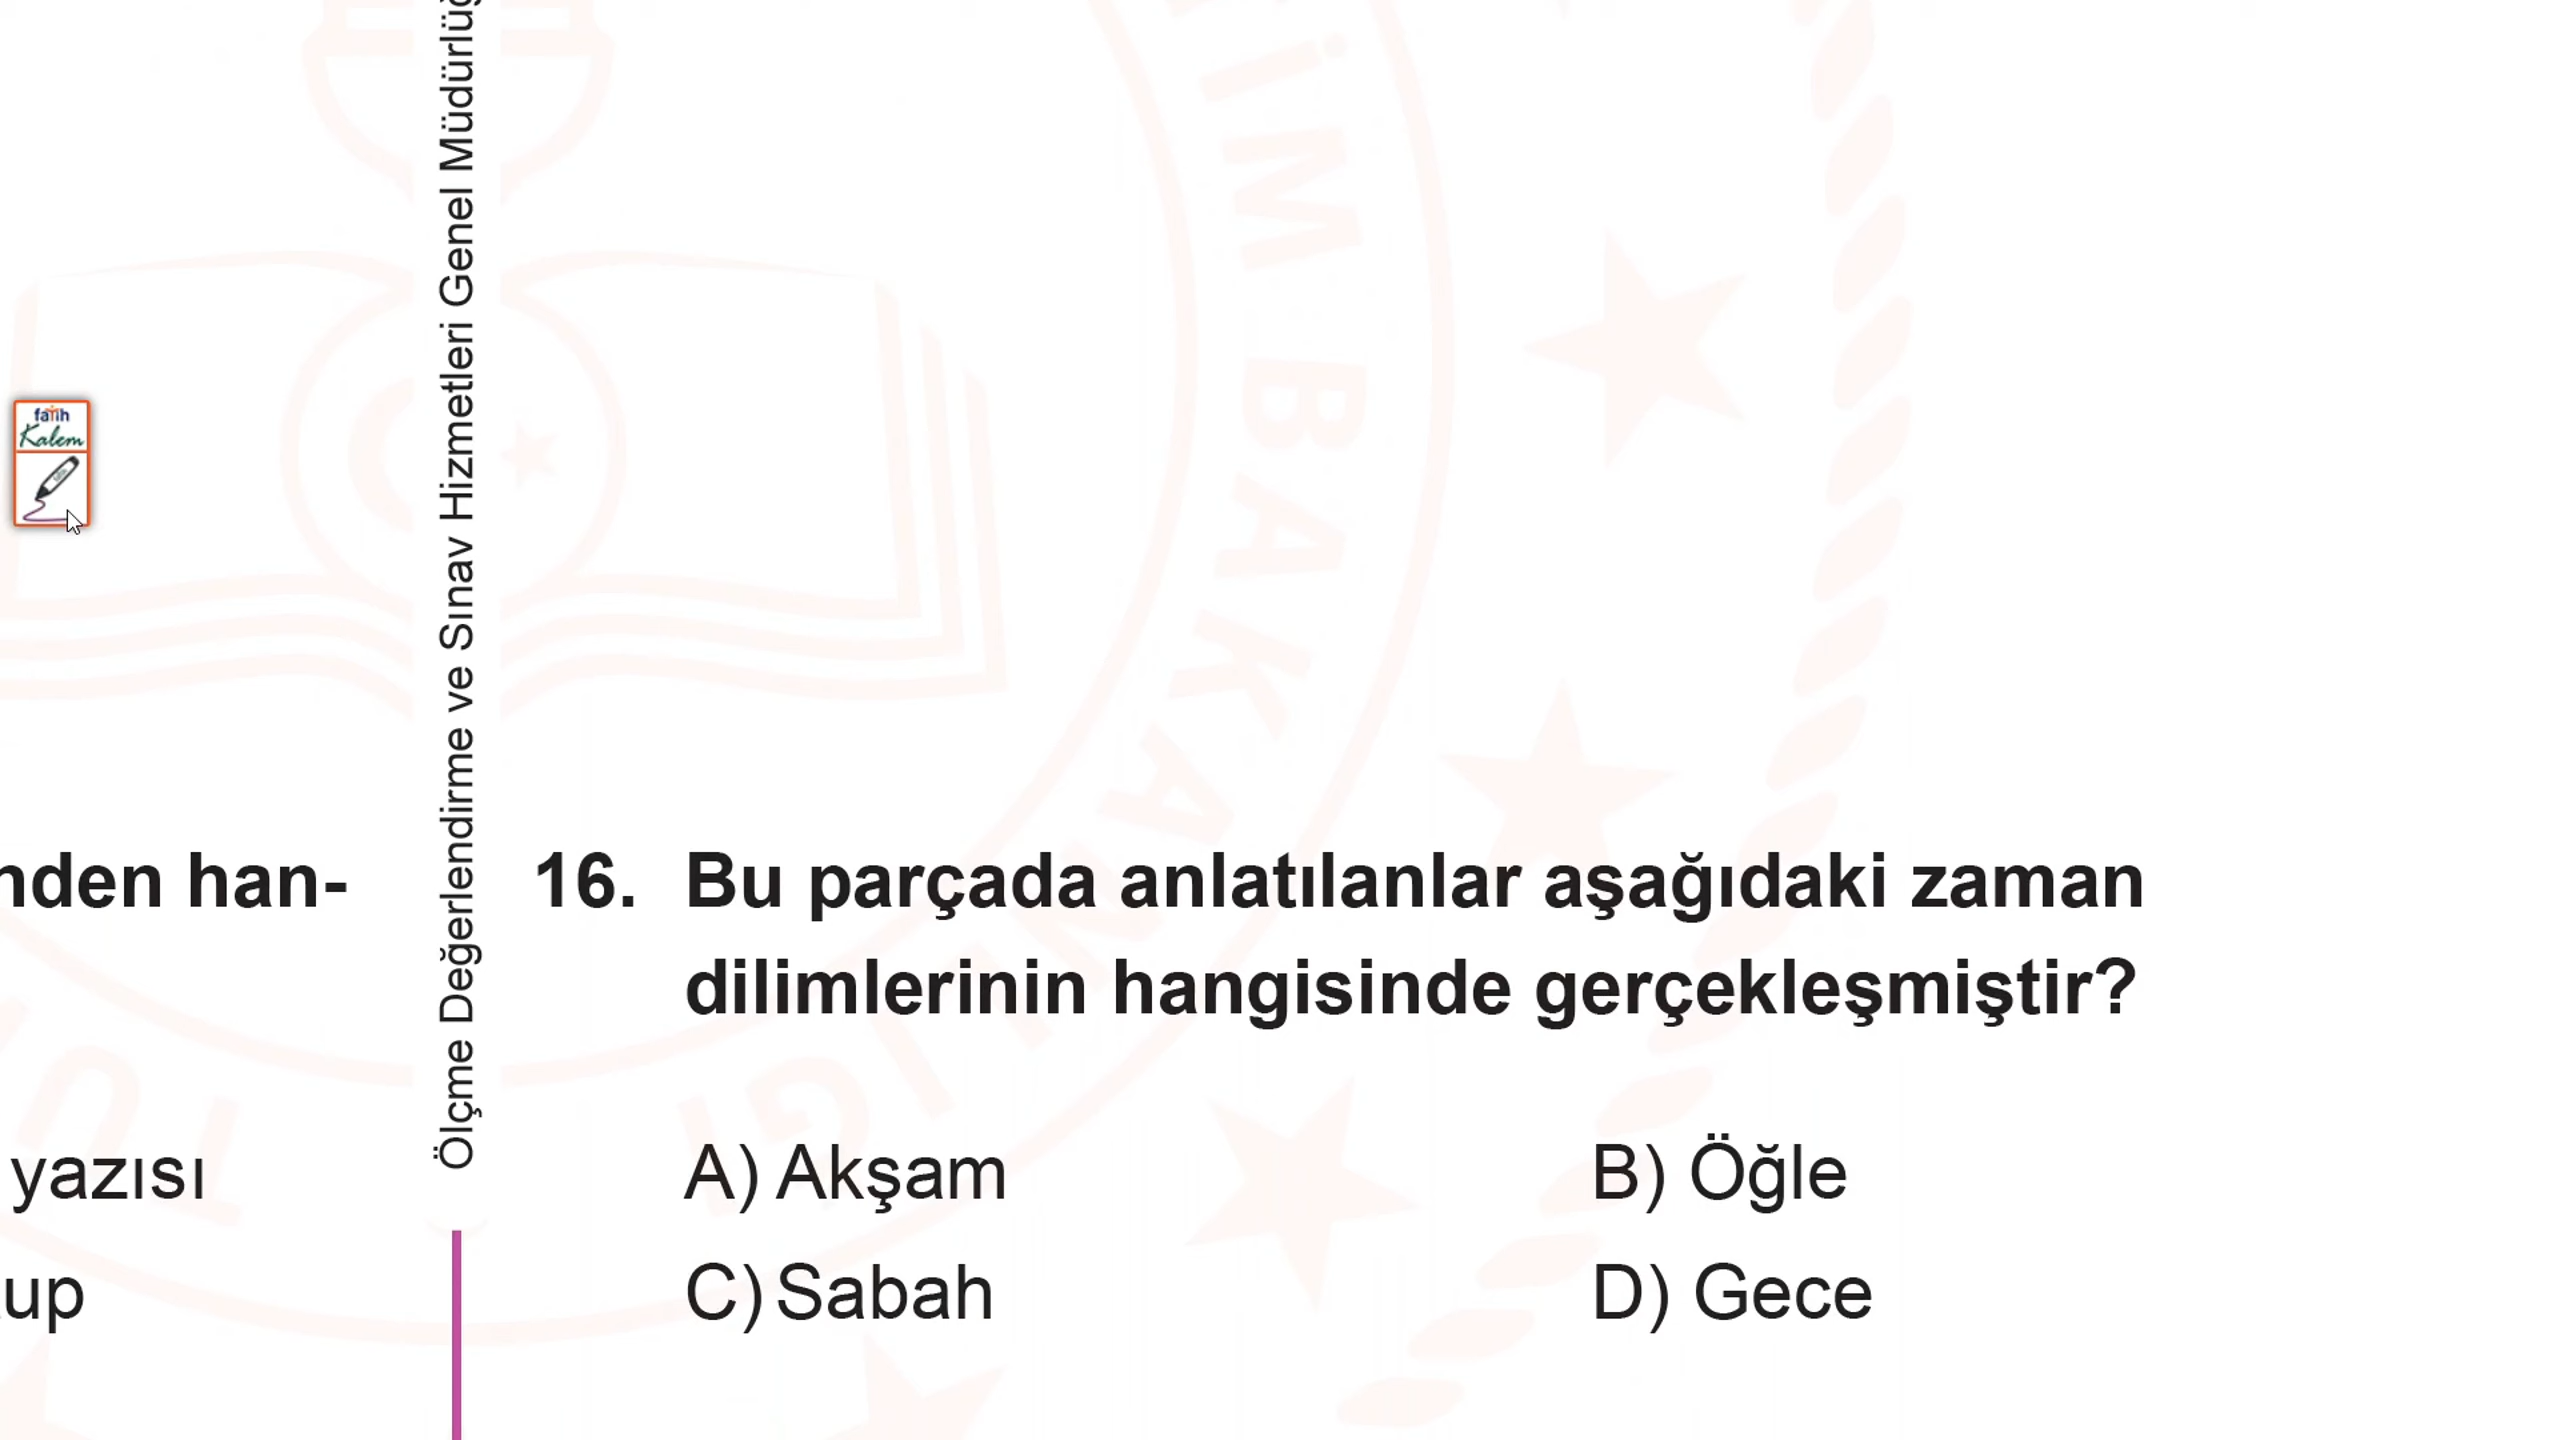 fatih
Kalem
Ölçme Değerlendirme ve Sınav Hizmetleri Genel
nden han-
yazısı
up
16. Bu parçada anlatılanlar aşağıdaki zaman
dilimlerinin hangisinde gerçekleşmiştir?
A) Akşam
B) Öğle
C) Sabah
D) Gece
İM BAKANLIĞI